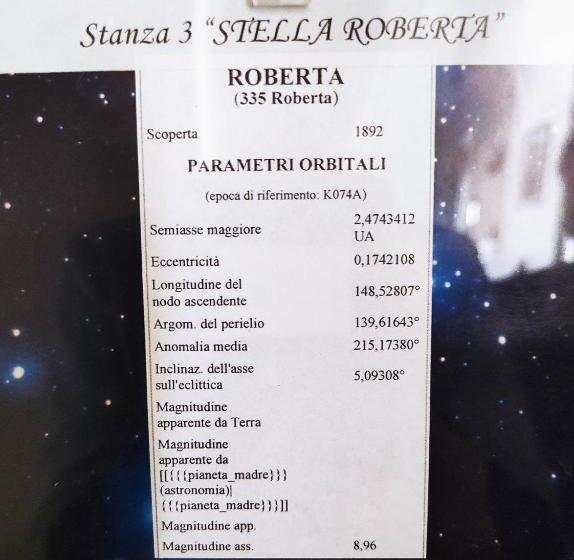 Stanza 3 “STELLA ROBERTA”
ROBERTA
(335 Roberta)
Scoperta 1892
PARAMETRI ORBITALI
(epoca di riferimento: K074A)
Semiasse maggiore 2,4743412
UA
Eccentricità 0,1742108
Longitudine del
nodo ascendente 148,52807°
Argom. del perielio 139,61643°
Anomalia media 215,17380°
Inclinaz. dell'asse
sull'eclittica 5,09308°
Magnitudine
apparente da Terra
Magnitudine
apparente da
[[{{{pianeta_madre}}}
(astronomia)|
{{{pianeta_madre}}}]]
Magnitudine app.
Magnitudine ass. 8,96